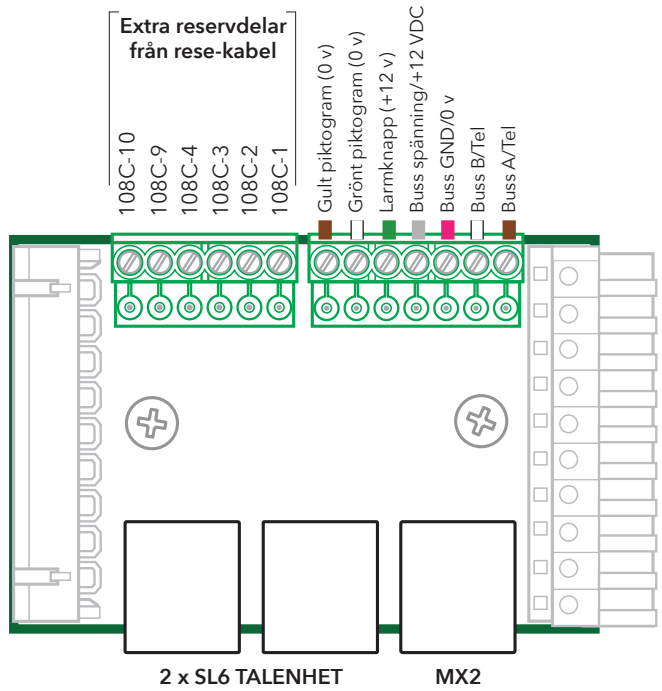 Extra reservdelar
från rese-kabel
108C-10
108C-9
108C-4
108C-3
108C-2
108C-1
Gult piktogram (0 v)
Grönt piktogram (0 v)
Larmknapp (+12 v)
Buss spänning/+12 VDC
Buss GND/0 v
Buss B/Tel
Buss A/Tel
2 x SL6 TALENHET
MX2